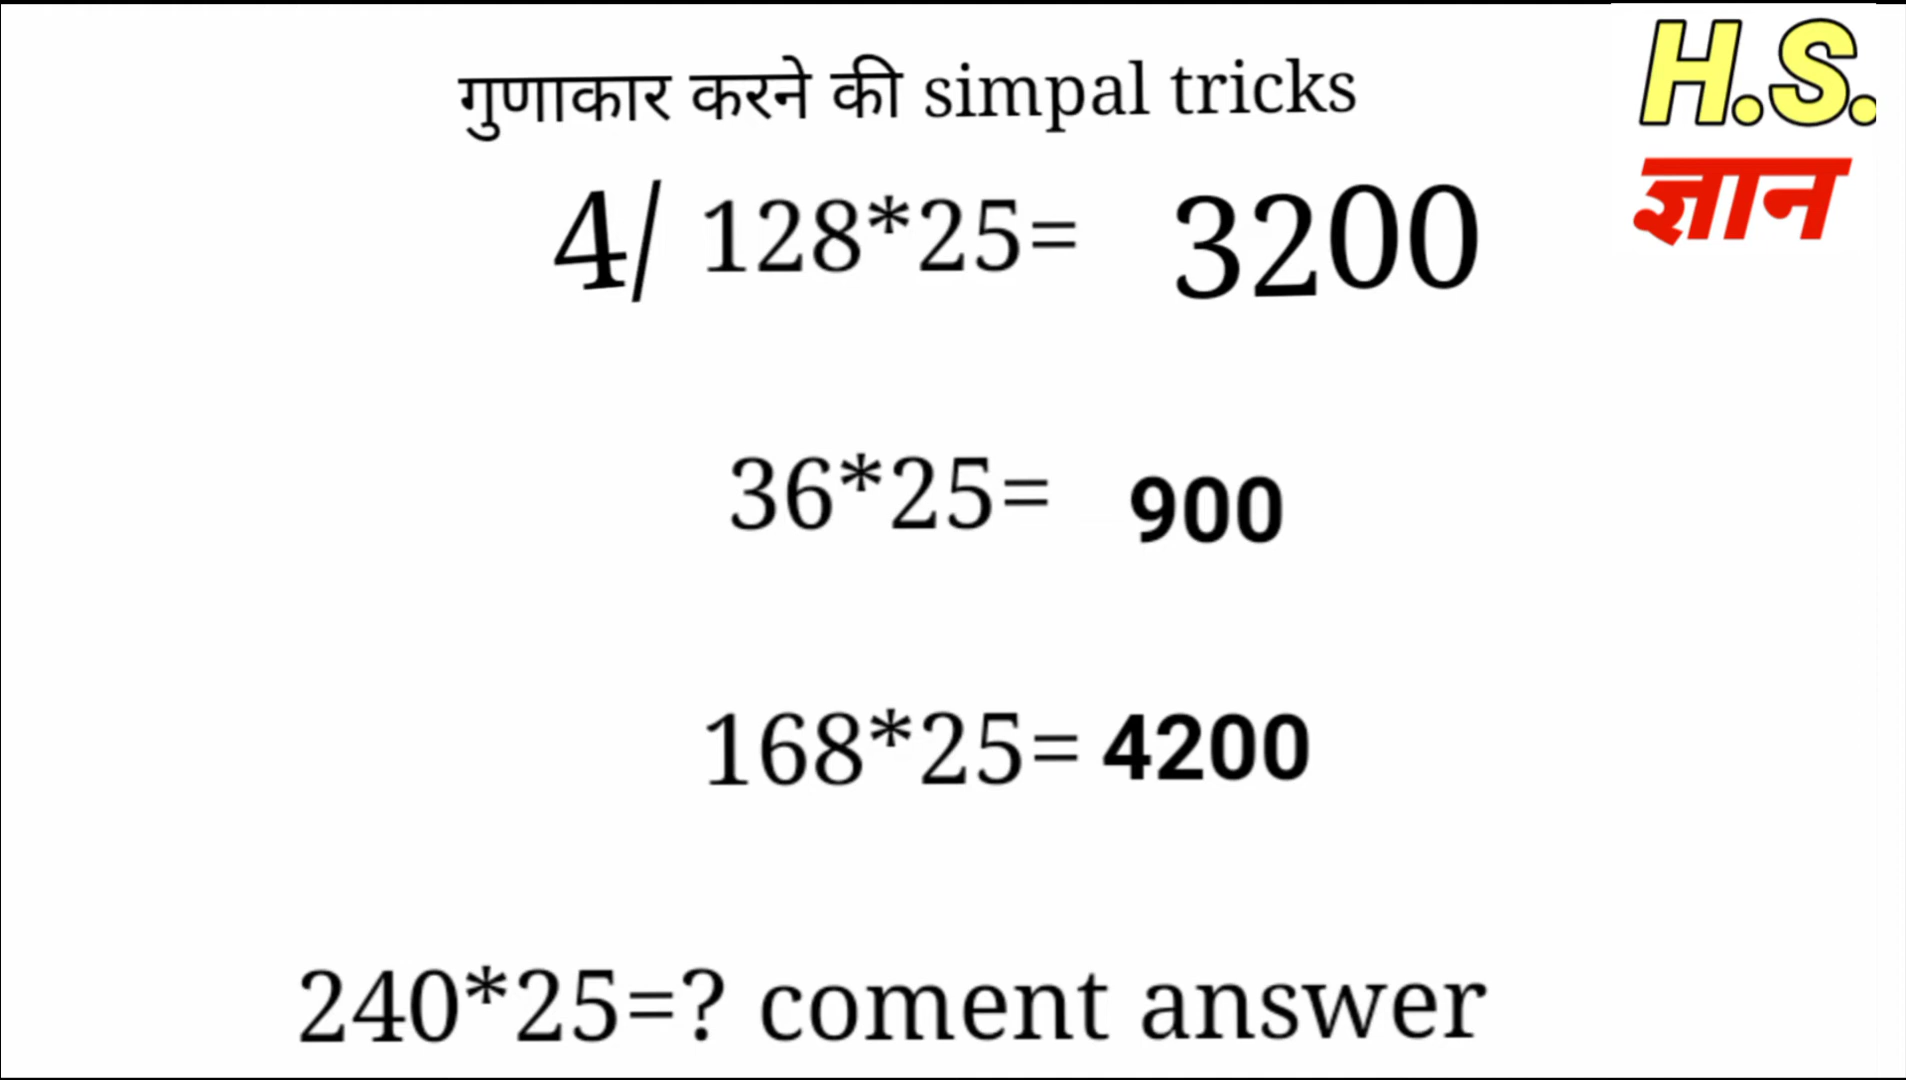 गुणाकार करने की simpal tricks
H.S.
ज्ञान
4/ 128*25= 3200
36*25= 900
168*25= 4200
240*25=? coment answer